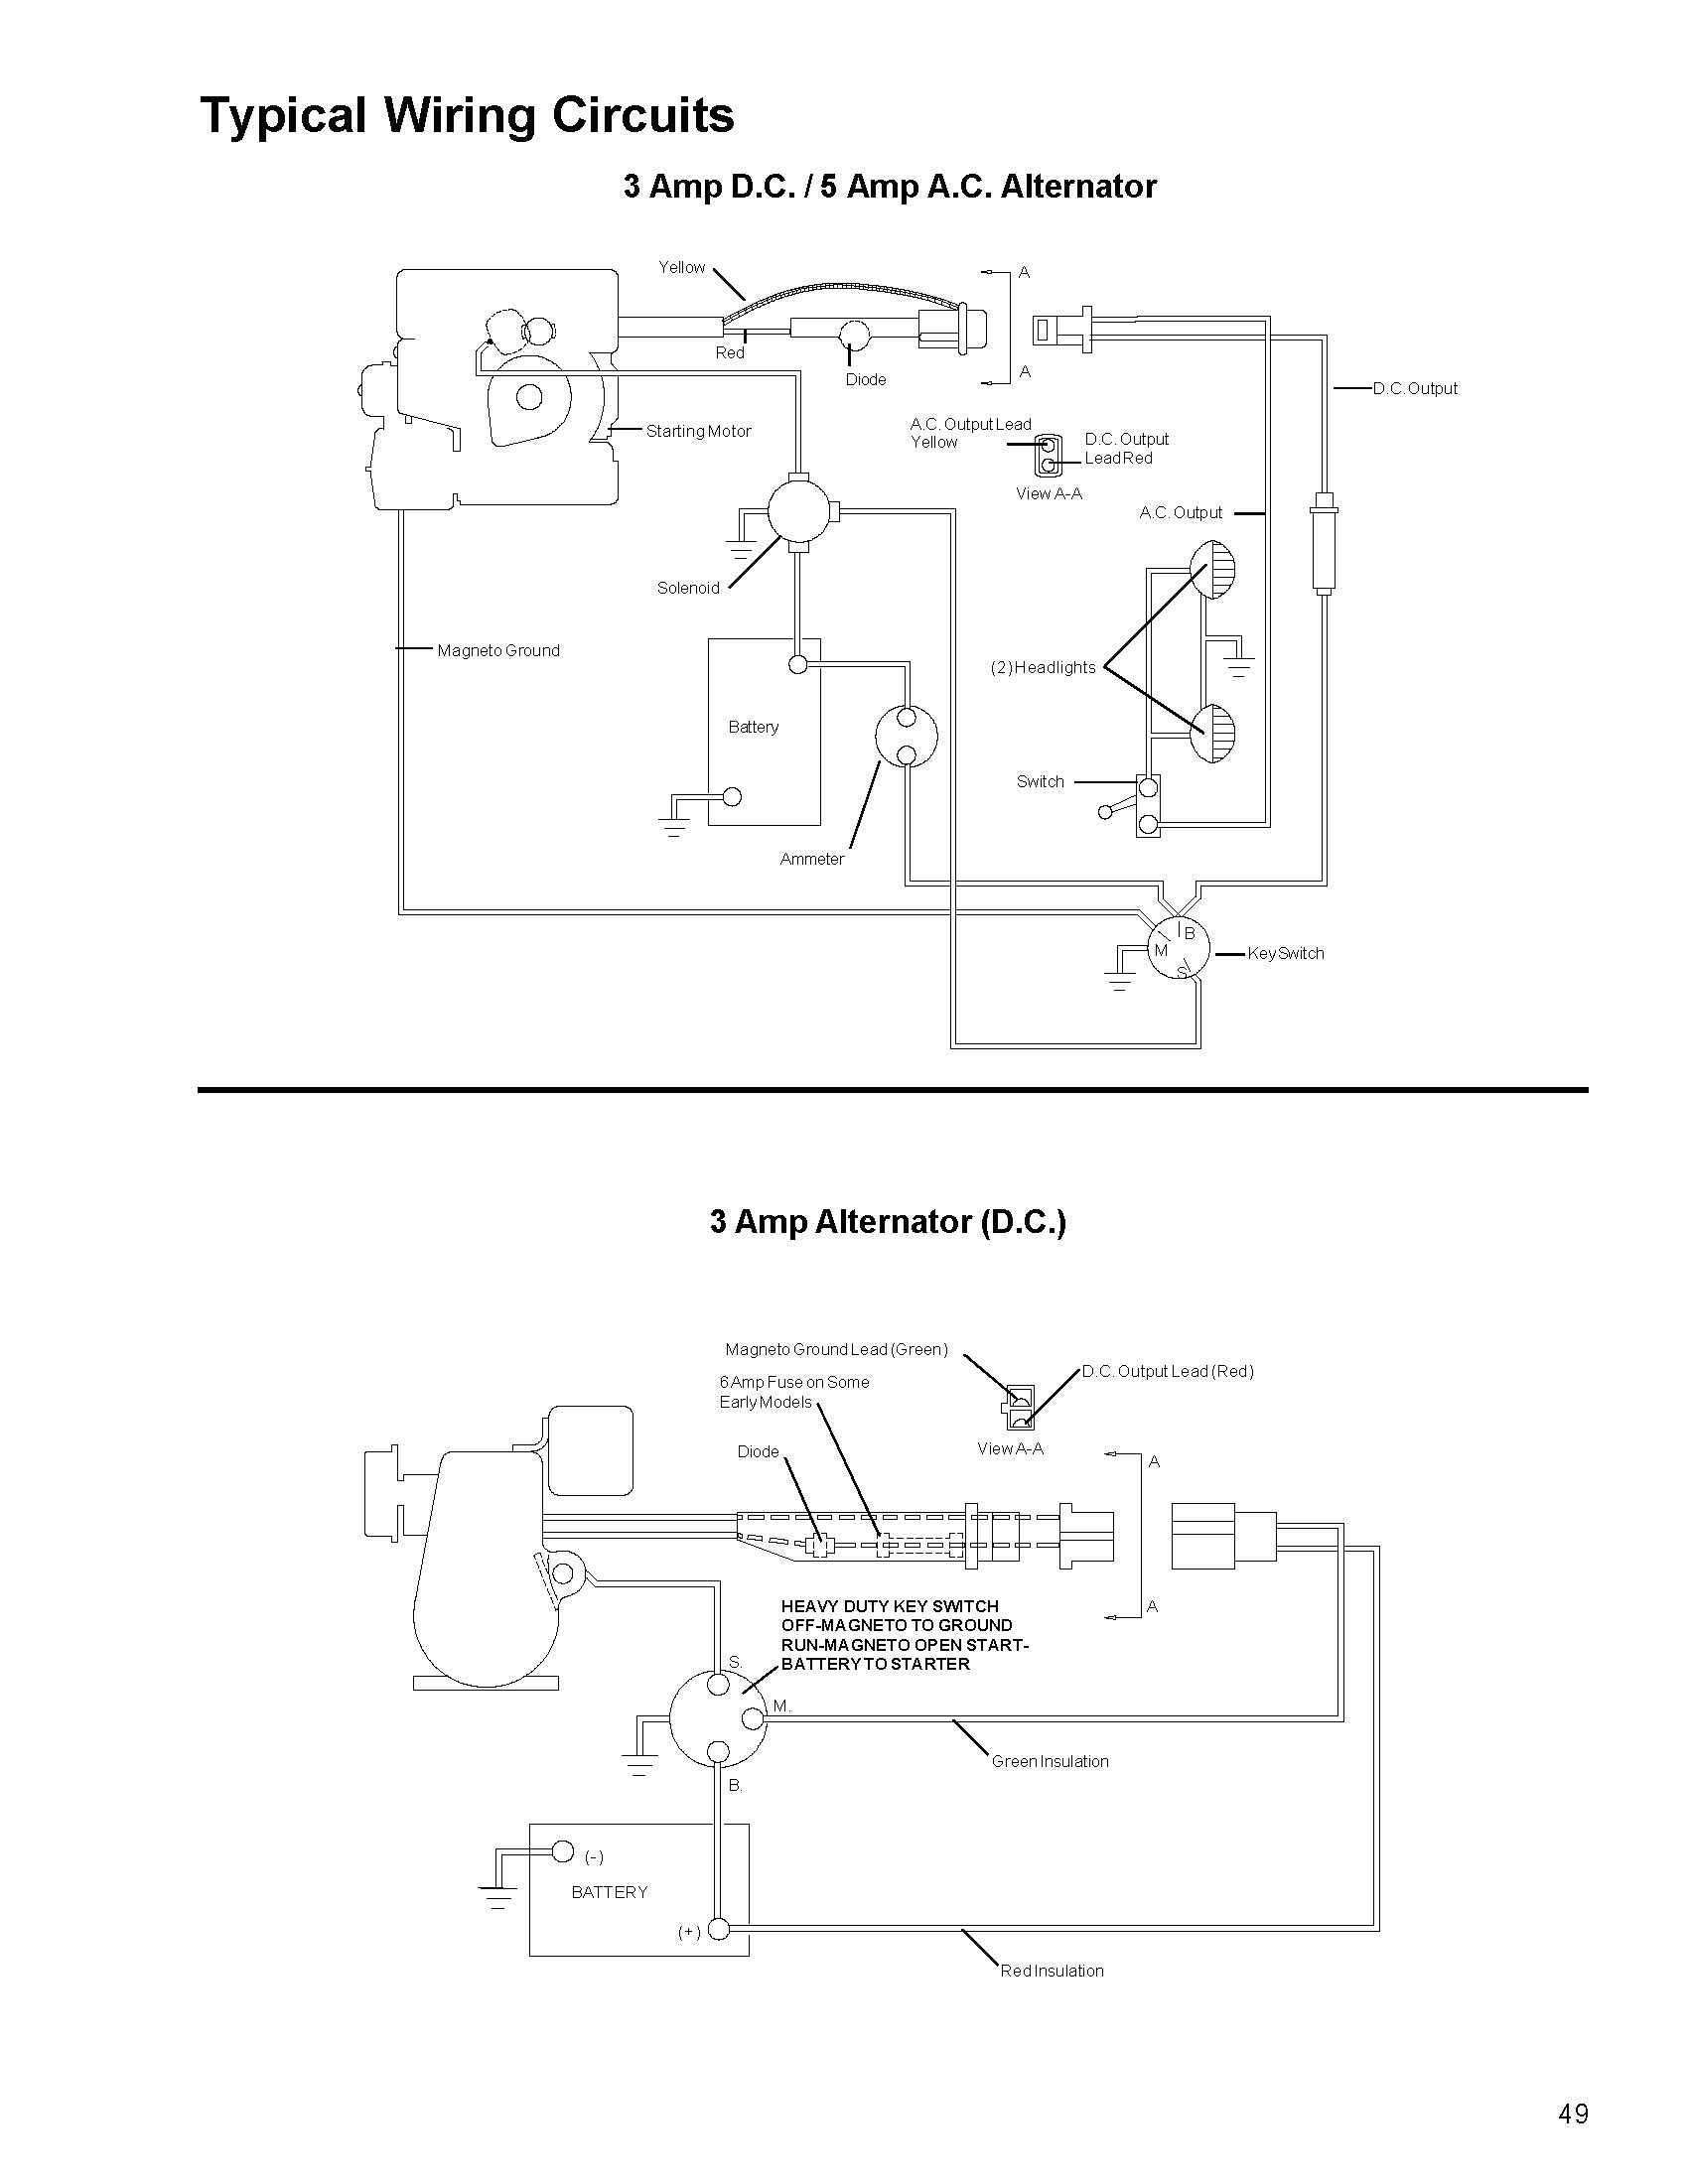 Typical Wiring Circuits
3 Amp D.C. / 5 Amp A.C. Alternator
Yellow
A
Red
Diode
A
D.C. Output
Starting Motor
A.C. Output Lead
Yellow
D.C. Output
Lead Red
View A-A
A.C. Output
Solenoid
Magneto Ground
(2) Headlights
Battery
Switch
Ammeter
B
M
S
Key Switch
3 Amp Alternator (D.C.)
Magneto Ground Lead (Green)
D.C. Output Lead (Red)
6 Amp Fuse on Some
Early Models
Diode
View A-A
A
A
HEAVY DUTY KEY SWITCH
OFF-MAGNETO TO GROUND
RUN-MAGNETO OPEN START-
BATTERY TO STARTER
S.
M.
Green Insulation
B.
(-)
BATTERY
(+)
Red Insulation
49